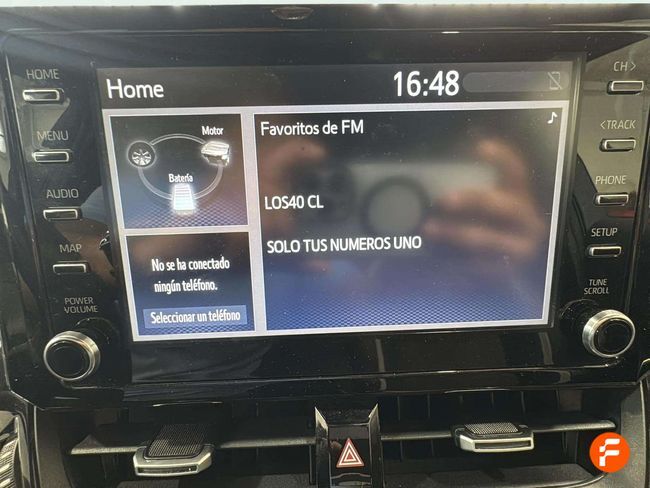 Home
16:48
Motor
Batería
Favoritos de FM
LOS40 CL
SOLO TUS NUMEROS UNO
No se ha conectado
ningún teléfono.
Seleccionar un teléfono
HOME
MENU
AUDIO
MAP
POWER
VOLUME
CH >
< TRACK
PHONE
SETUP
TUNE
SCROLL